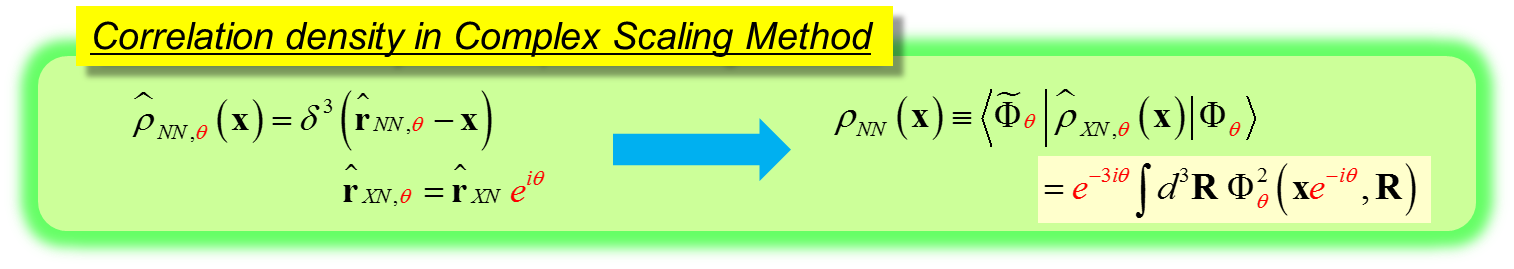 Correlation density in Complex Scaling Method
ρ̂_{NN,θ}(𝐱) = δ³(𝐫̂_{NN,θ} − 𝐱)
𝐫̂_{XN,θ} = 𝐫̂_{XN} e^{iθ}
ρ_{NN}(𝐱) ≡ ⟨Φ̃_θ|ρ̂_{XN,θ}(𝐱)|Φ_θ⟩
= e^{−3iθ} ∫ d³𝐑 Φ_θ²(𝐱e^{−iθ}, 𝐑)